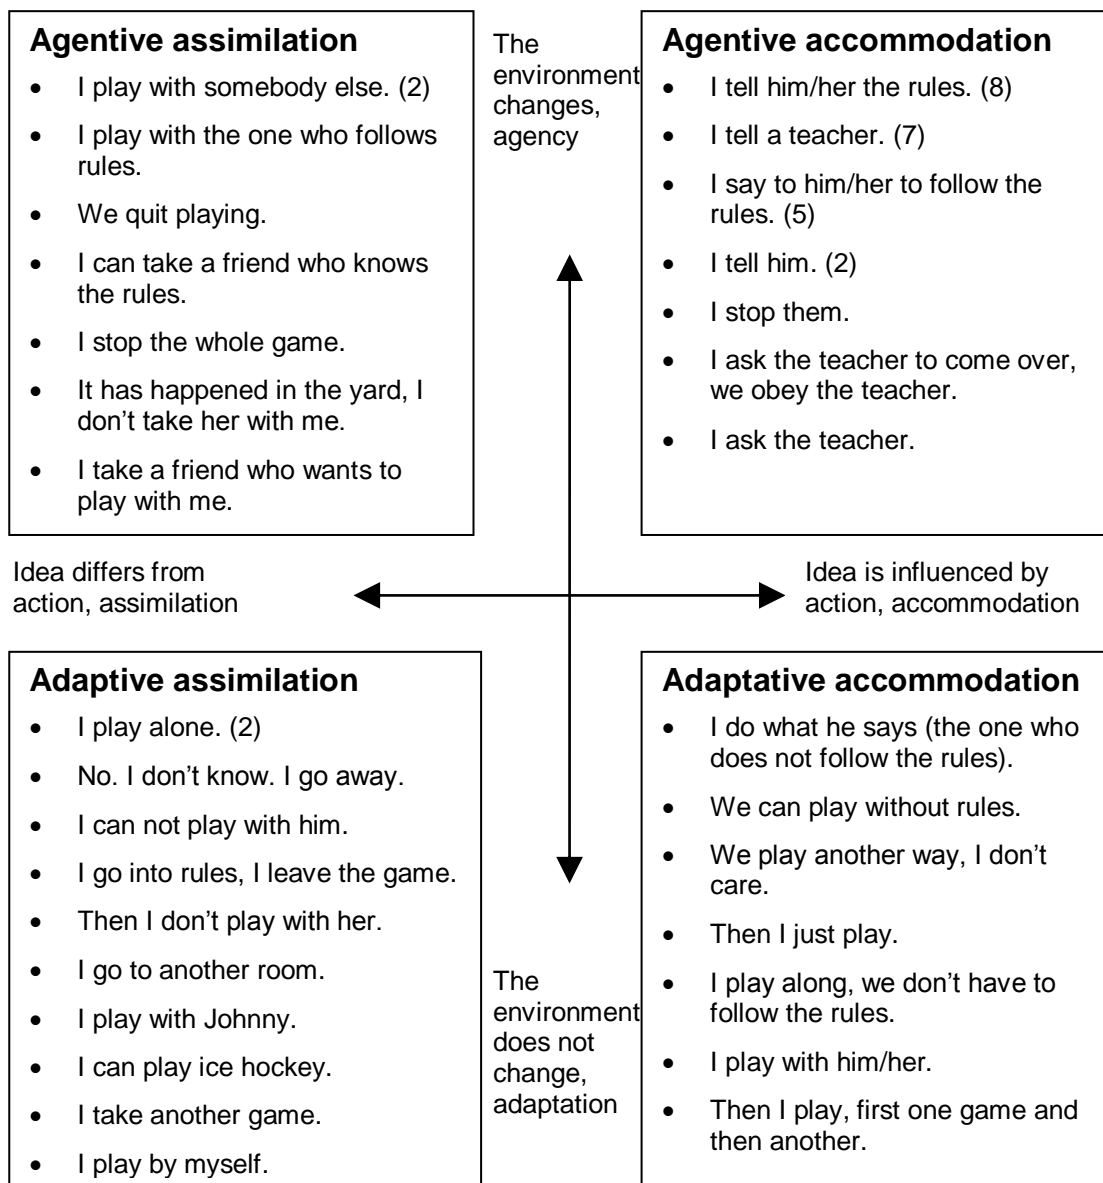 Agentive assimilation
• I play with somebody else. (2)
• I play with the one who follows
rules.
• We quit playing.
• I can take a friend who knows
the rules.
• I stop the whole game.
• It has happened in the yard, I
don’t take her with me.
• I take a friend who wants to
play with me.
The
environment
changes,
agency
Agentive accommodation
• I tell him/her the rules. (8)
• I tell a teacher. (7)
• I say to him/her to follow the
rules. (5)
• I tell him. (2)
• I stop them.
• I ask the teacher to come over,
we obey the teacher.
• I ask the teacher.
Idea differs from
action, assimilation
Idea is influenced by
action, accommodation
Adaptive assimilation
• I play alone. (2)
• No. I don’t know. I go away.
• I can not play with him.
• I go into rules, I leave the game.
• Then I don’t play with her.
• I go to another room.
• I play with Johnny.
• I can play ice hockey.
• I take another game.
• I play by myself.
The
environment
does not
change,
adaptation
Adaptative accommodation
• I do what he says (the one who
does not follow the rules).
• We can play without rules.
• We play another way, I don’t
care.
• Then I just play.
• I play along, we don’t have to
follow the rules.
• I play with him/her.
• Then I play, first one game and
then another.